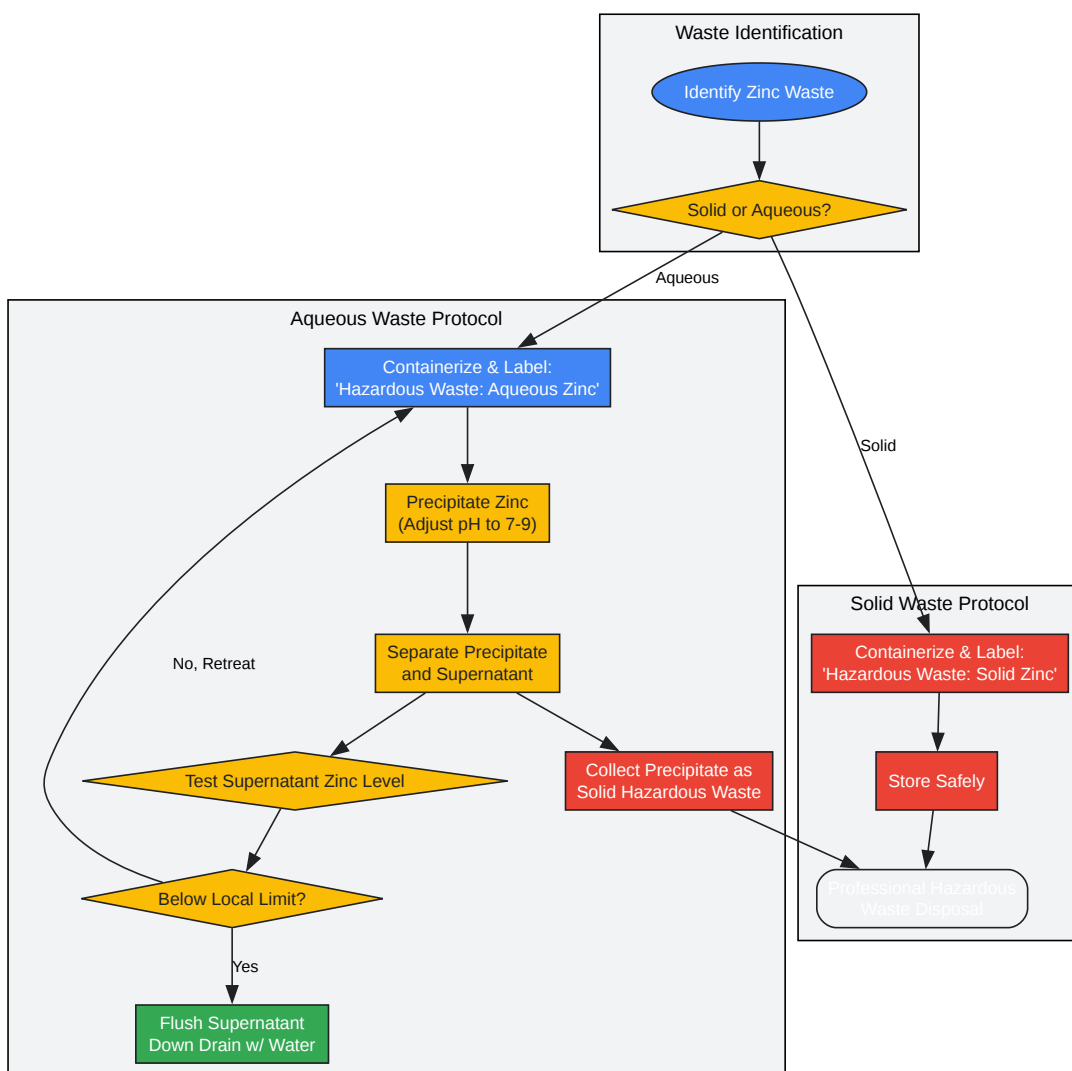 Waste Identification
Identify Zinc Waste
Solid or Aqueous?
Aqueous
Solid
Aqueous Waste Protocol
Containerize & Label:
'Hazardous Waste: Aqueous Zinc'
Precipitate Zinc
(Adjust pH to 7-9)
Separate Precipitate
and Supernatant
No, Retreat
Test Supernatant Zinc Level
Collect Precipitate as
Solid Hazardous Waste
Below Local Limit?
Yes
Flush Supernatant
Down Drain w/ Water
Solid Waste Protocol
Containerize & Label:
'Hazardous Waste: Solid Zinc'
Store Safely
Professional Hazardous
Waste Disposal